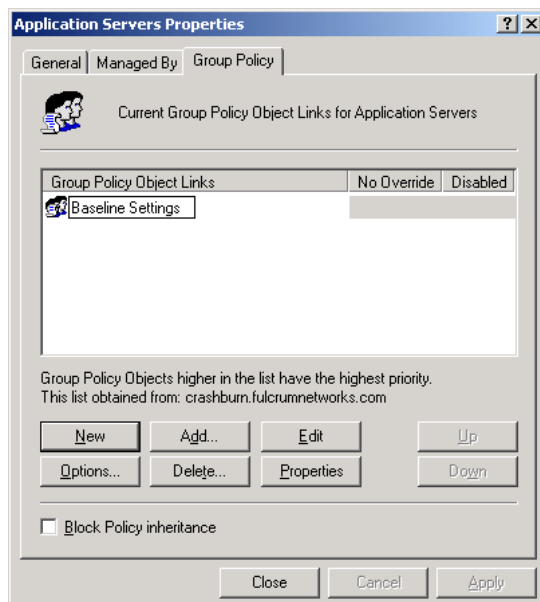 Application Servers Properties
General Managed By Group Policy
Current Group Policy Object Links for Application Servers
Group Policy Object Links No Override Disabled
Baseline Settings
Group Policy Objects higher in the list have the highest priority.
This list obtained from: crashburn.fulcrumnetworks.com
New Add... Edit Up
Options... Delete... Properties Down
Block Policy inheritance
Close Cancel Apply